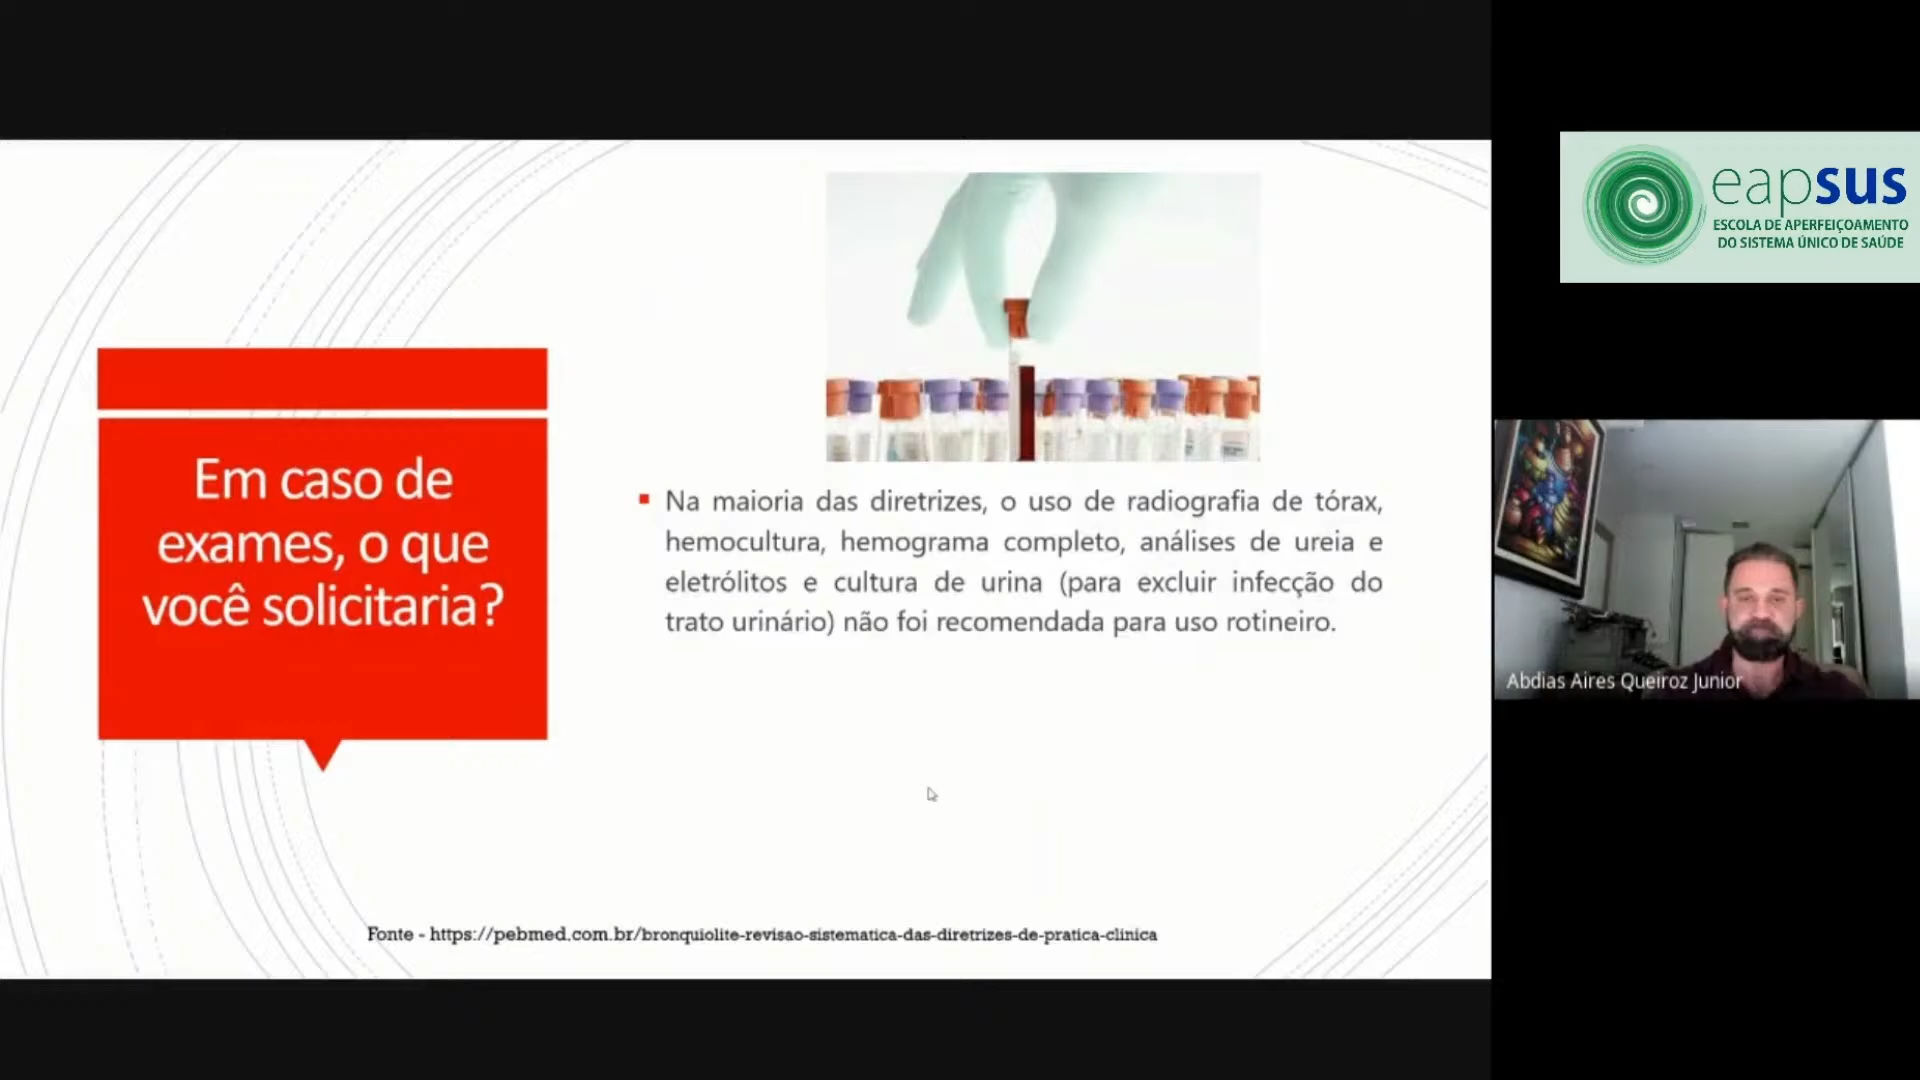 Em caso de
exames, o que
você solicitaria?
Na maioria das diretrizes, o uso de radiografia de tórax,
hemocultura, hemograma completo, análises de ureia e
eletrólitos e cultura de urina (para excluir infecção do
trato urinário) não foi recomendada para uso rotineiro.
Fonte - https://pebmed.com.br/bronquiolite-revisao-sistematica-das-diretrizes-de-pratica-clinica
eapsus
ESCOLA DE APERFEIÇOAMENTO
DO SISTEMA ÚNICO DE SAÚDE
Abdias Aires Queiroz Junior